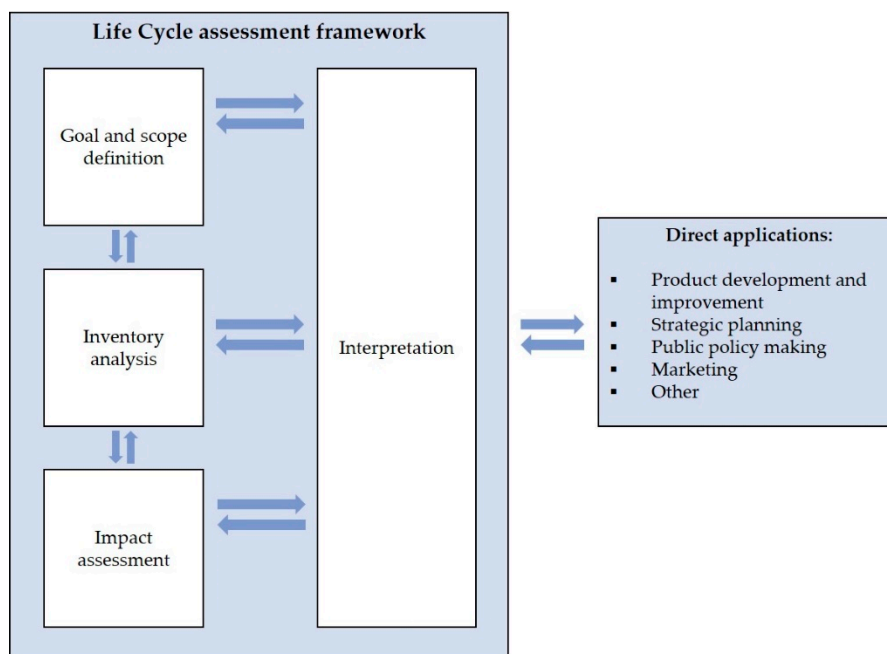 Life Cycle assessment framework
Goal and scope
definition
Inventory
analysis
Impact
assessment
Interpretation
Direct applications:
▪ Product development and
improvement
▪ Strategic planning
▪ Public policy making
▪ Marketing
▪ Other